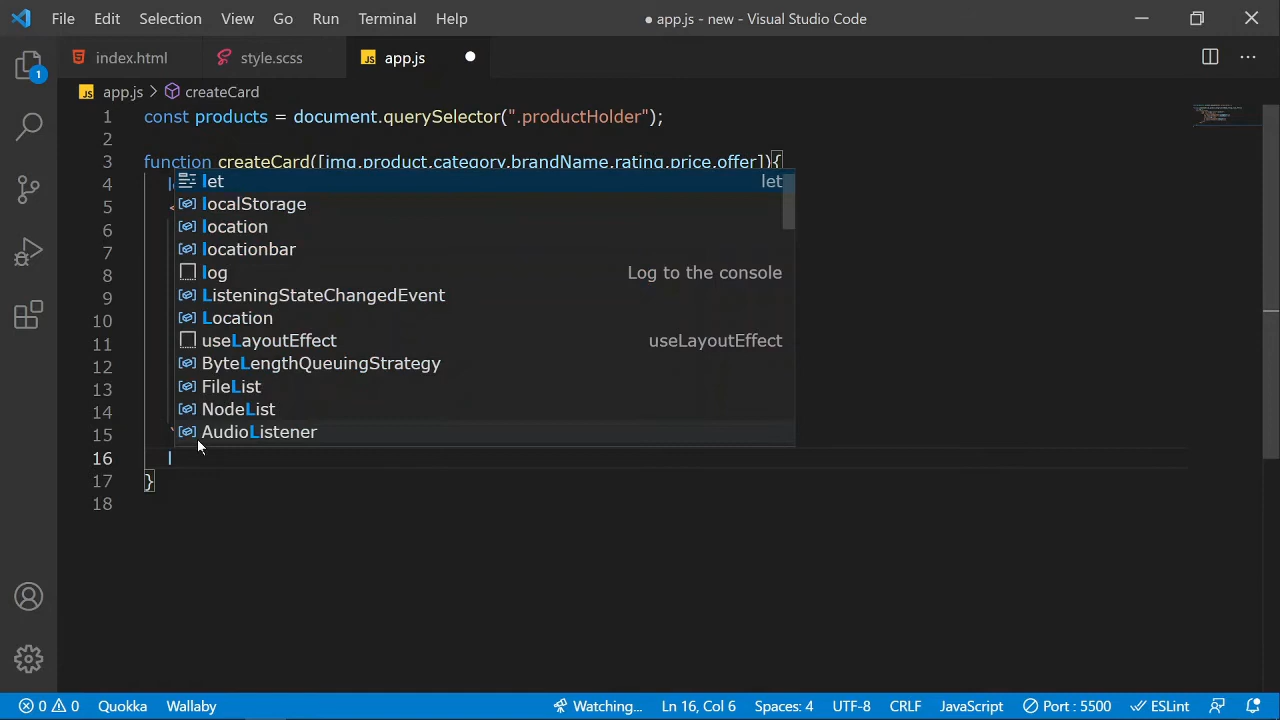 File Edit Selection View Go Run Terminal Help
● app.js - new - Visual Studio Code
index.html style.scss JS app.js
1
JS app.js > createCard
1 const products = document.querySelector(".productHolder");
2
3 function createCard([img,product,category,brandName,rating,price,offer]){
4
5 <
6
7
8
9
10
11
12
13
14
15 `
16 l
17 }
18
let let
localStorage
location
locationbar
log Log to the console
ListeningStateChangedEvent
Location
useLayoutEffect useLayoutEffect
ByteLengthQueuingStrategy
FileList
NodeList
AudioListener
0 0 Quokka Wallaby Watching... Ln 16, Col 6 Spaces: 4 UTF-8 CRLF JavaScript Port : 5500 ESLint